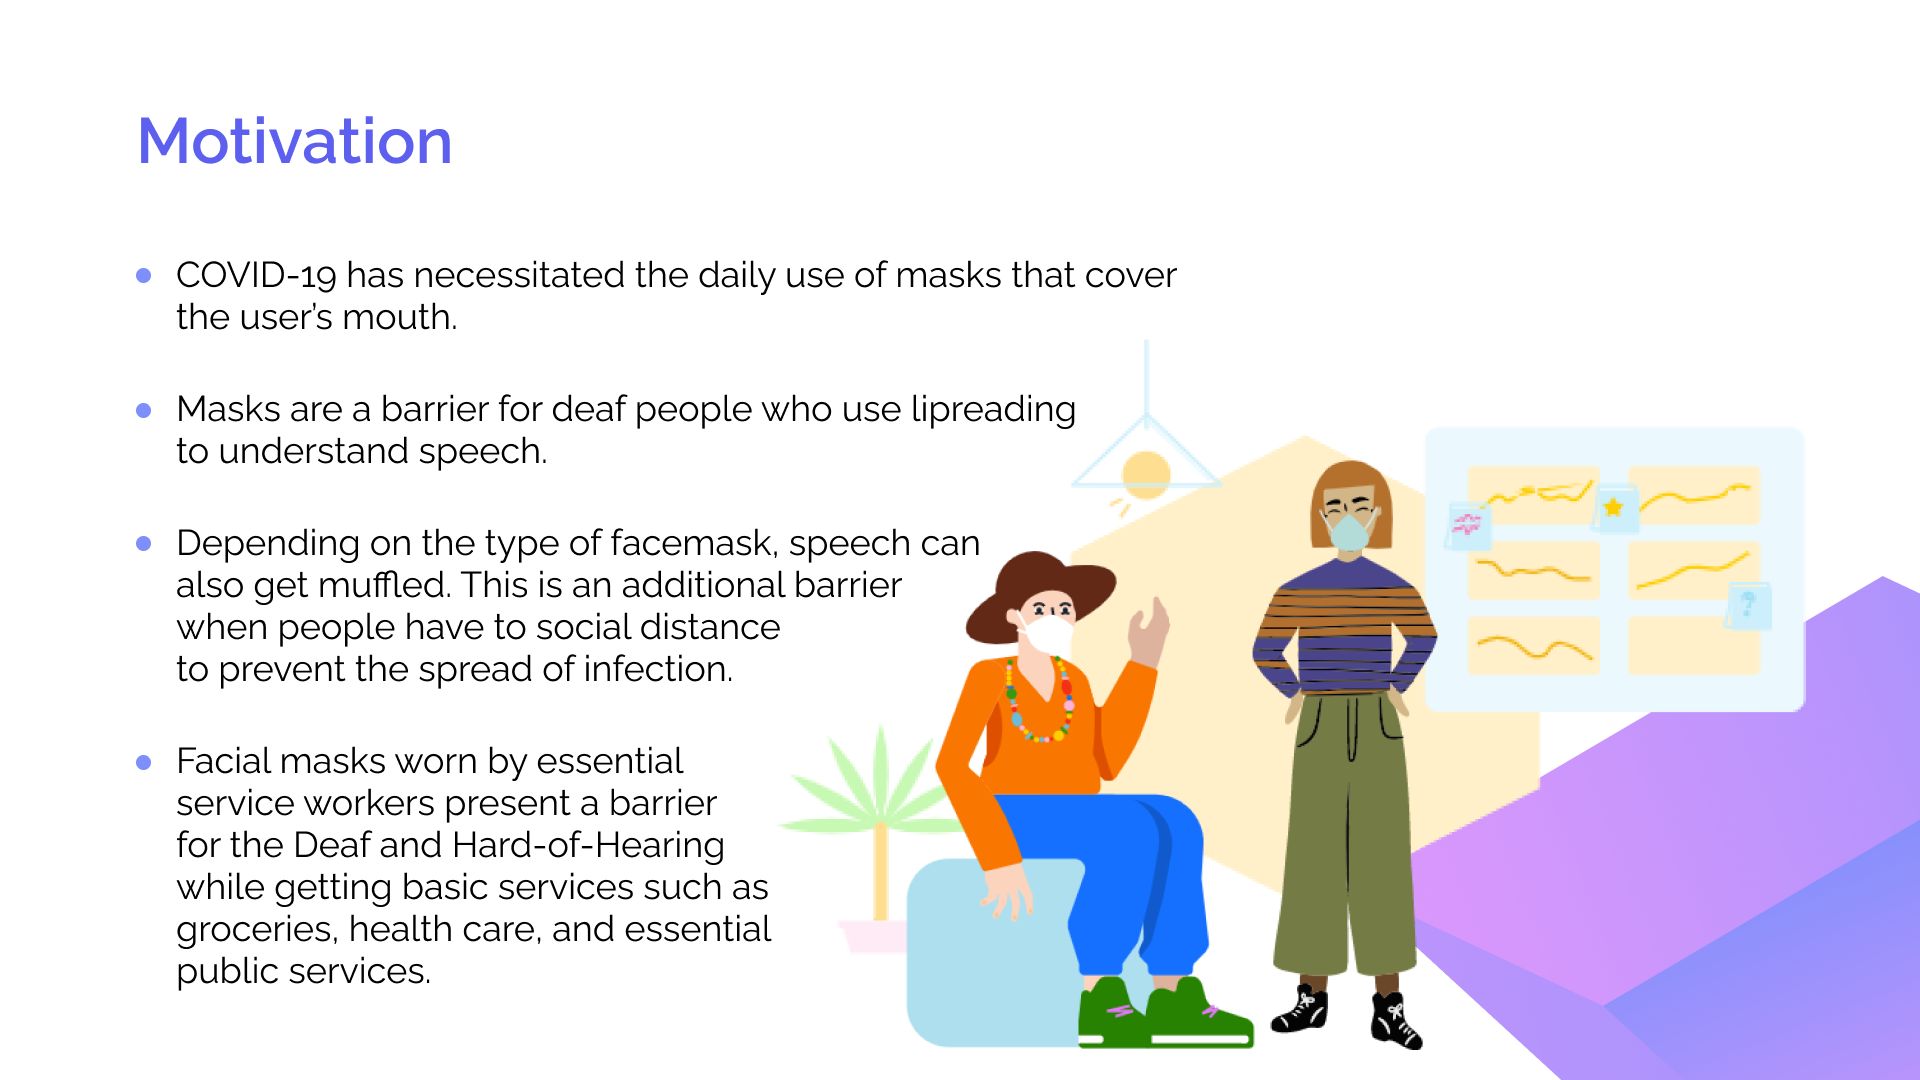 Motivation
• COVID-19 has necessitated the daily use of masks that cover
the user’s mouth.
• Masks are a barrier for deaf people who use lipreading
to understand speech.
• Depending on the type of facemask, speech can
also get muffled. This is an additional barrier
when people have to social distance
to prevent the spread of infection.
• Facial masks worn by essential
service workers present a barrier
for the Deaf and Hard-of-Hearing
while getting basic services such as
groceries, health care, and essential
public services.
?